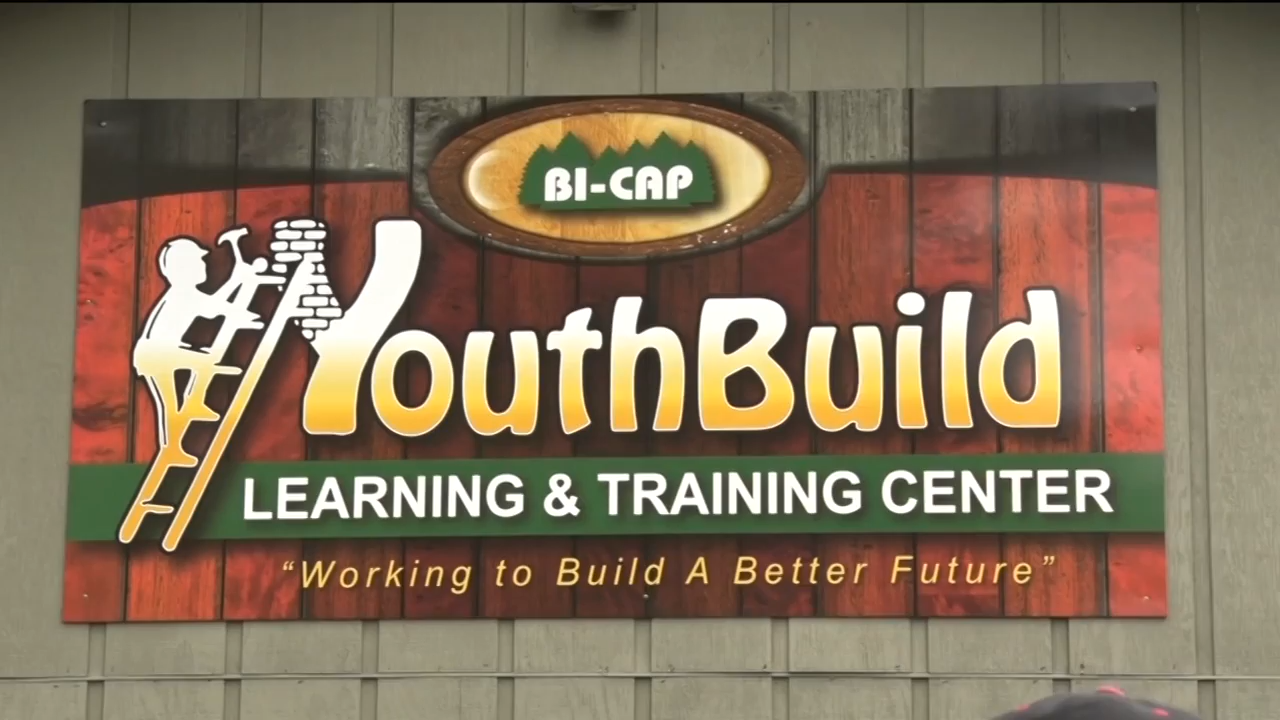 BI-CAP
YouthBuild
LEARNING & TRAINING CENTER
“Working to Build A Better Future”